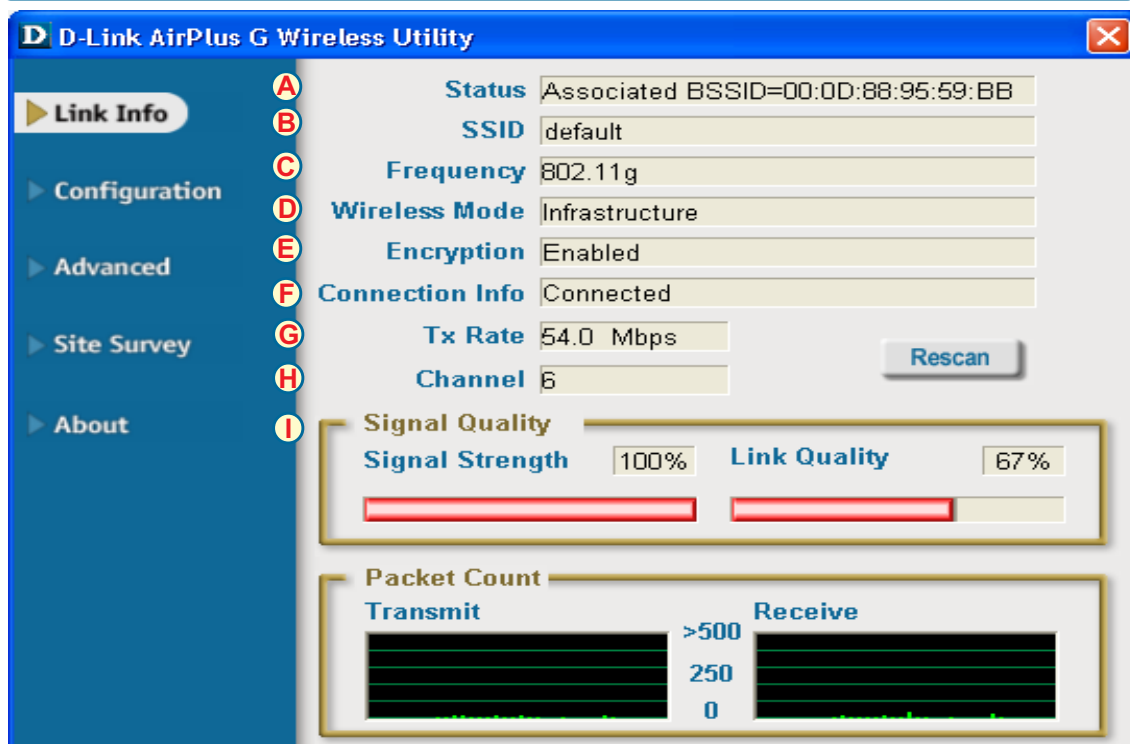 D D-Link AirPlus G Wireless Utility
Link Info
Configuration
Advanced
Site Survey
About
A Status Associated BSSID=00:0D:88:95:59:BB
B SSID default
C Frequency 802.11g
D Wireless Mode Infrastructure
E Encryption Enabled
F Connection Info Connected
G Tx Rate 54.0 Mbps
Rescan
H Channel 6
I Signal Quality
Signal Strength 100% Link Quality 67%
Packet Count
Transmit Receive
>500
250
0